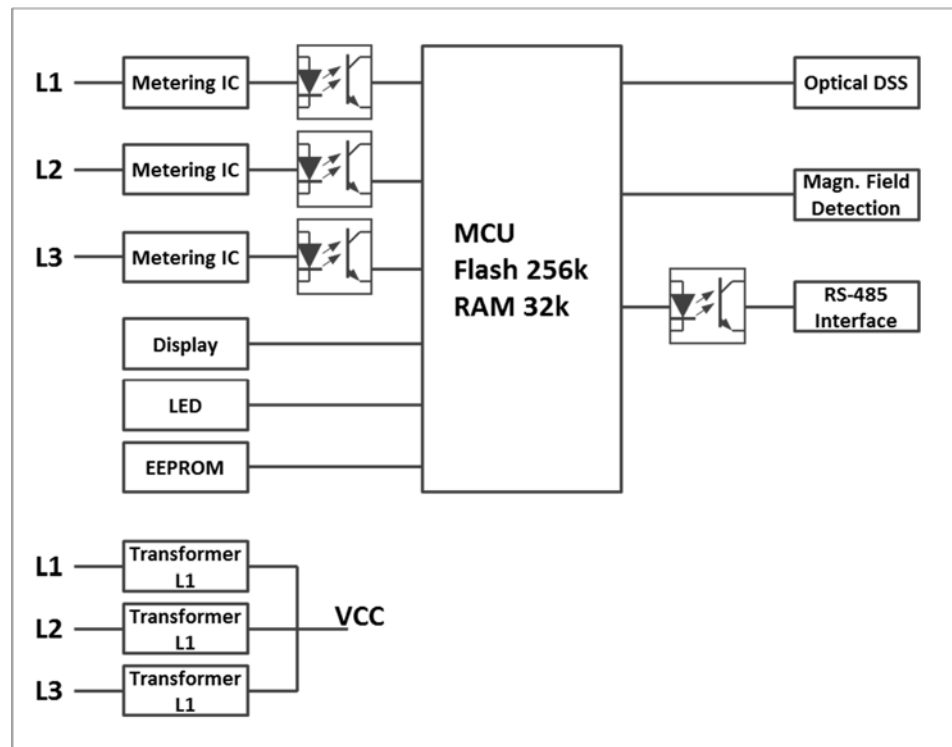 L1
Metering IC
L2
Metering IC
L3
Metering IC
Display
LED
EEPROM
MCU
Flash 256k
RAM 32k
Optical DSS
Magn. Field
Detection
RS-485
Interface
L1
Transformer
L1
L2
Transformer
L1
L3
Transformer
L1
VCC